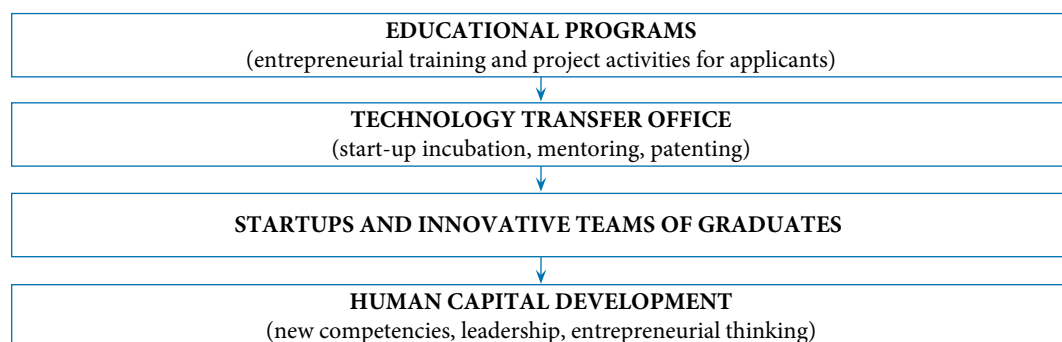 EDUCATIONAL PROGRAMS
(entrepreneurial training and project activities for applicants)
TECHNOLOGY TRANSFER OFFICE
(start-up incubation, mentoring, patenting)
STARTUPS AND INNOVATIVE TEAMS OF GRADUATES
HUMAN CAPITAL DEVELOPMENT
(new competencies, leadership, entrepreneurial thinking)